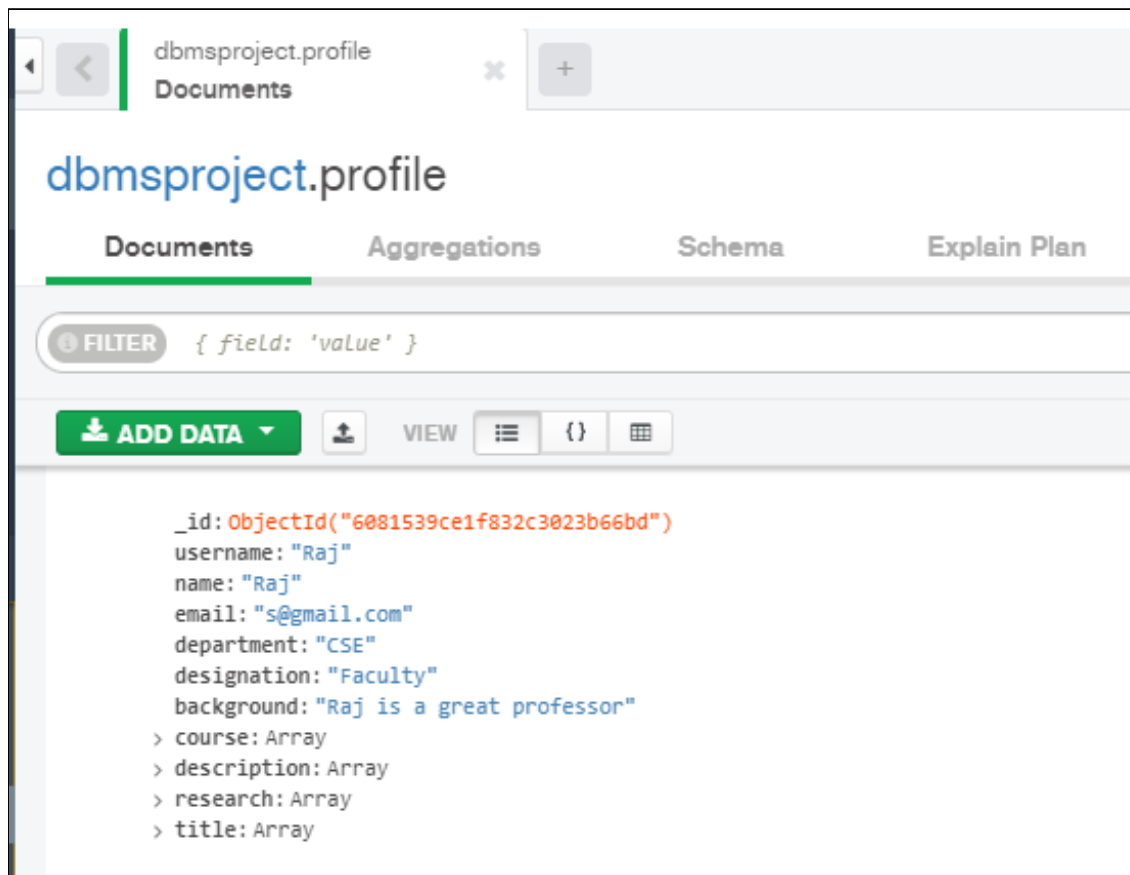 dbmsproject.profile
Documents
dbmsproject.profile
Documents Aggregations Schema Explain Plan
FILTER { field: 'value' }
ADD DATA VIEW {}
_id: ObjectId("6081539ce1f832c3023b66bd")
username: "Raj"
name: "Raj"
email: "s@gmail.com"
department: "CSE"
designation: "Faculty"
background: "Raj is a great professor"
> course: Array
> description: Array
> research: Array
> title: Array